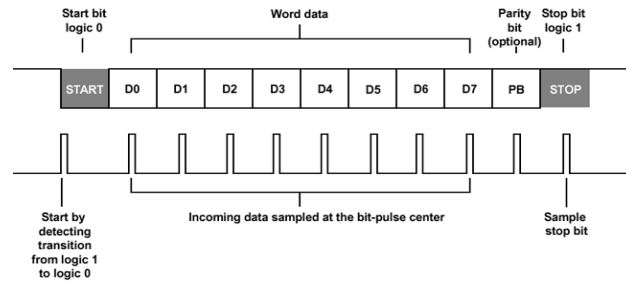 Start bit
logic 0
Word data
Parity
bit
(optional)
Stop bit
logic 1
START
D0
D1
D2
D3
D4
D5
D6
D7
PB
STOP
Start by
detecting
transition
from logic 1
to logic 0
Incoming data sampled at the bit-pulse center
Sample
stop bit